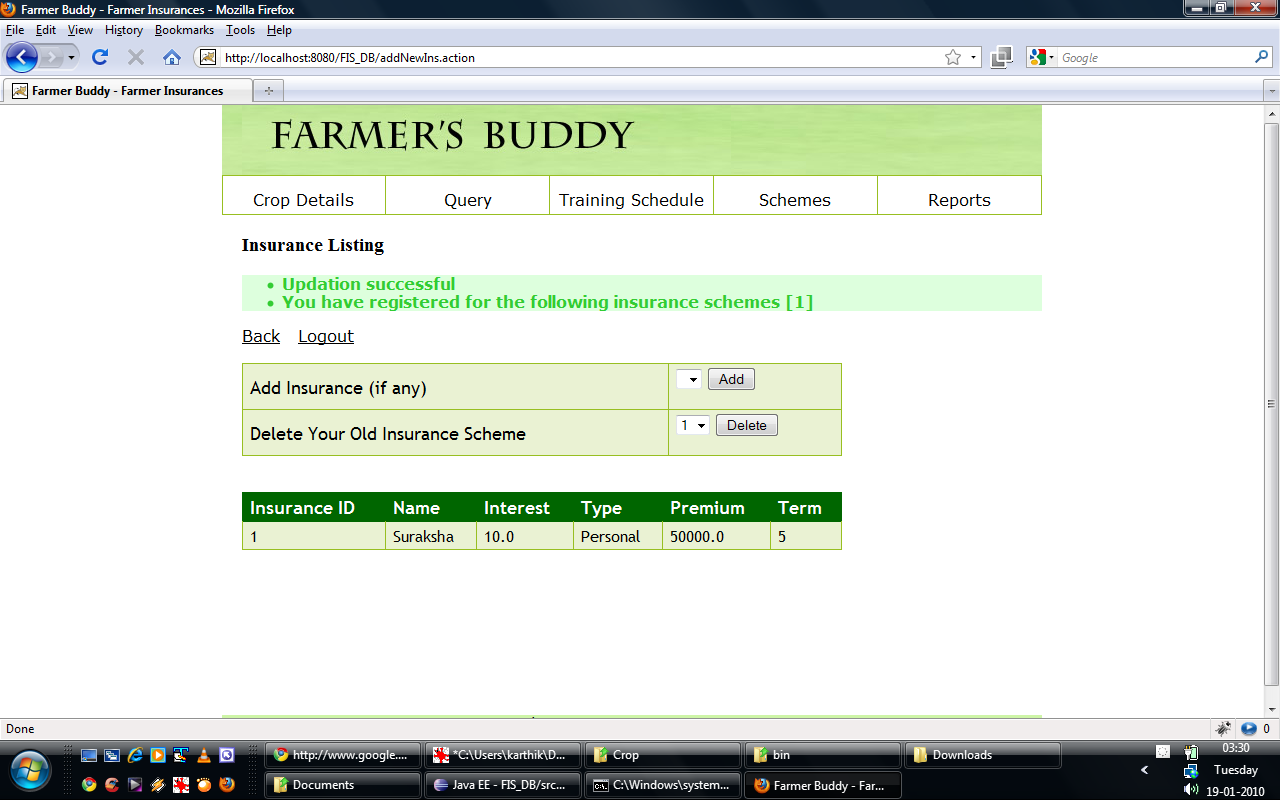 Farmer Buddy - Farmer Insurances - Mozilla Firefox
File Edit View History Bookmarks Tools Help
http://localhost:8080/FIS_DB/addNewIns.action
Google
Farmer Buddy - Farmer Insurances
FARMER'S BUDDY
Crop Details Query Training Schedule Schemes Reports
Insurance Listing
• Updation successful
• You have registered for the following insurance schemes [1]
Back Logout
Add Insurance (if any) Add
Delete Your Old Insurance Scheme 1 Delete
Insurance ID Name Interest Type Premium Term
1 Suraksha 10.0 Personal 50000.0 5
Done 0
http://www.google.... *C:\Users\karthik\D... Crop bin Downloads 03:30
Tuesday
Documents Java EE - FIS_DB/src... C:\Windows\system... Farmer Buddy - Far... 19-01-2010